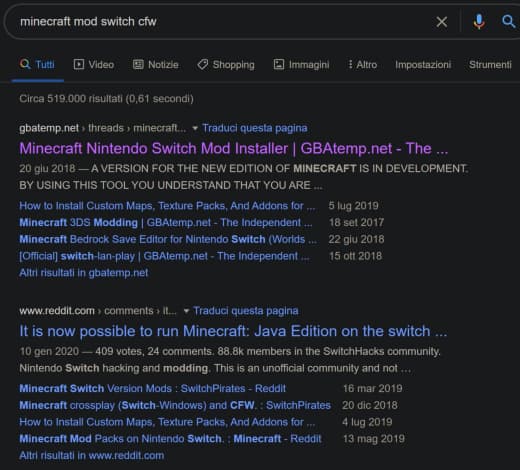 minecraft mod switch cfw
Tutti Video Notizie Shopping Immagini Altro Impostazioni Strumenti
Circa 519.000 risultati (0,61 secondi)
gbatemp.net › threads › minecraft... Traduci questa pagina
Minecraft Nintendo Switch Mod Installer | GBAtemp.net - The ...
20 giu 2018 — A VERSION FOR THE NEW EDITION OF MINECRAFT IS IN DEVELOPMENT.
BY USING THIS TOOL YOU UNDERSTAND THAT YOU ARE ...
How to Install Custom Maps, Texture Packs, And Addons for ... 5 lug 2019
Minecraft 3DS Modding | GBAtemp.net - The Independent ... 18 set 2017
Minecraft Bedrock Save Editor for Nintendo Switch (Worlds ... 22 giu 2018
[Official] switch-lan-play | GBAtemp.net - The Independent ... 15 ott 2018
Altri risultati in gbatemp.net
www.reddit.com › comments › it... Traduci questa pagina
It is now possible to run Minecraft: Java Edition on the switch ...
10 gen 2020 — 409 votes, 24 comments. 88.8k members in the SwitchHacks community.
Nintendo Switch hacking and modding. This is an unofficial community and not …
Minecraft Switch Version Mods : SwitchPirates - Reddit 16 mar 2019
Minecraft crossplay (Switch-Windows) and CFW. : SwitchPirates 20 dic 2018
How to Install Custom Maps, Texture Packs, And Addons for ... 4 lug 2019
Minecraft Mod Packs on Nintendo Switch. : Minecraft - Reddit 13 mag 2019
Altri risultati in www.reddit.com